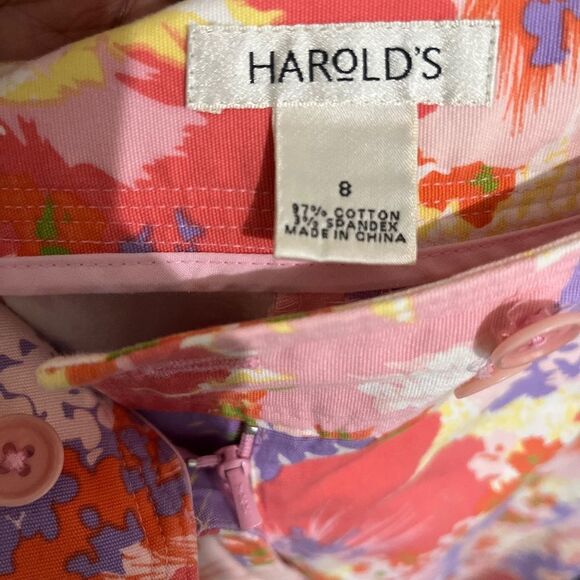 HAROLD'S
8
97% COTTON
3% SPANDEX
MADE IN CHINA